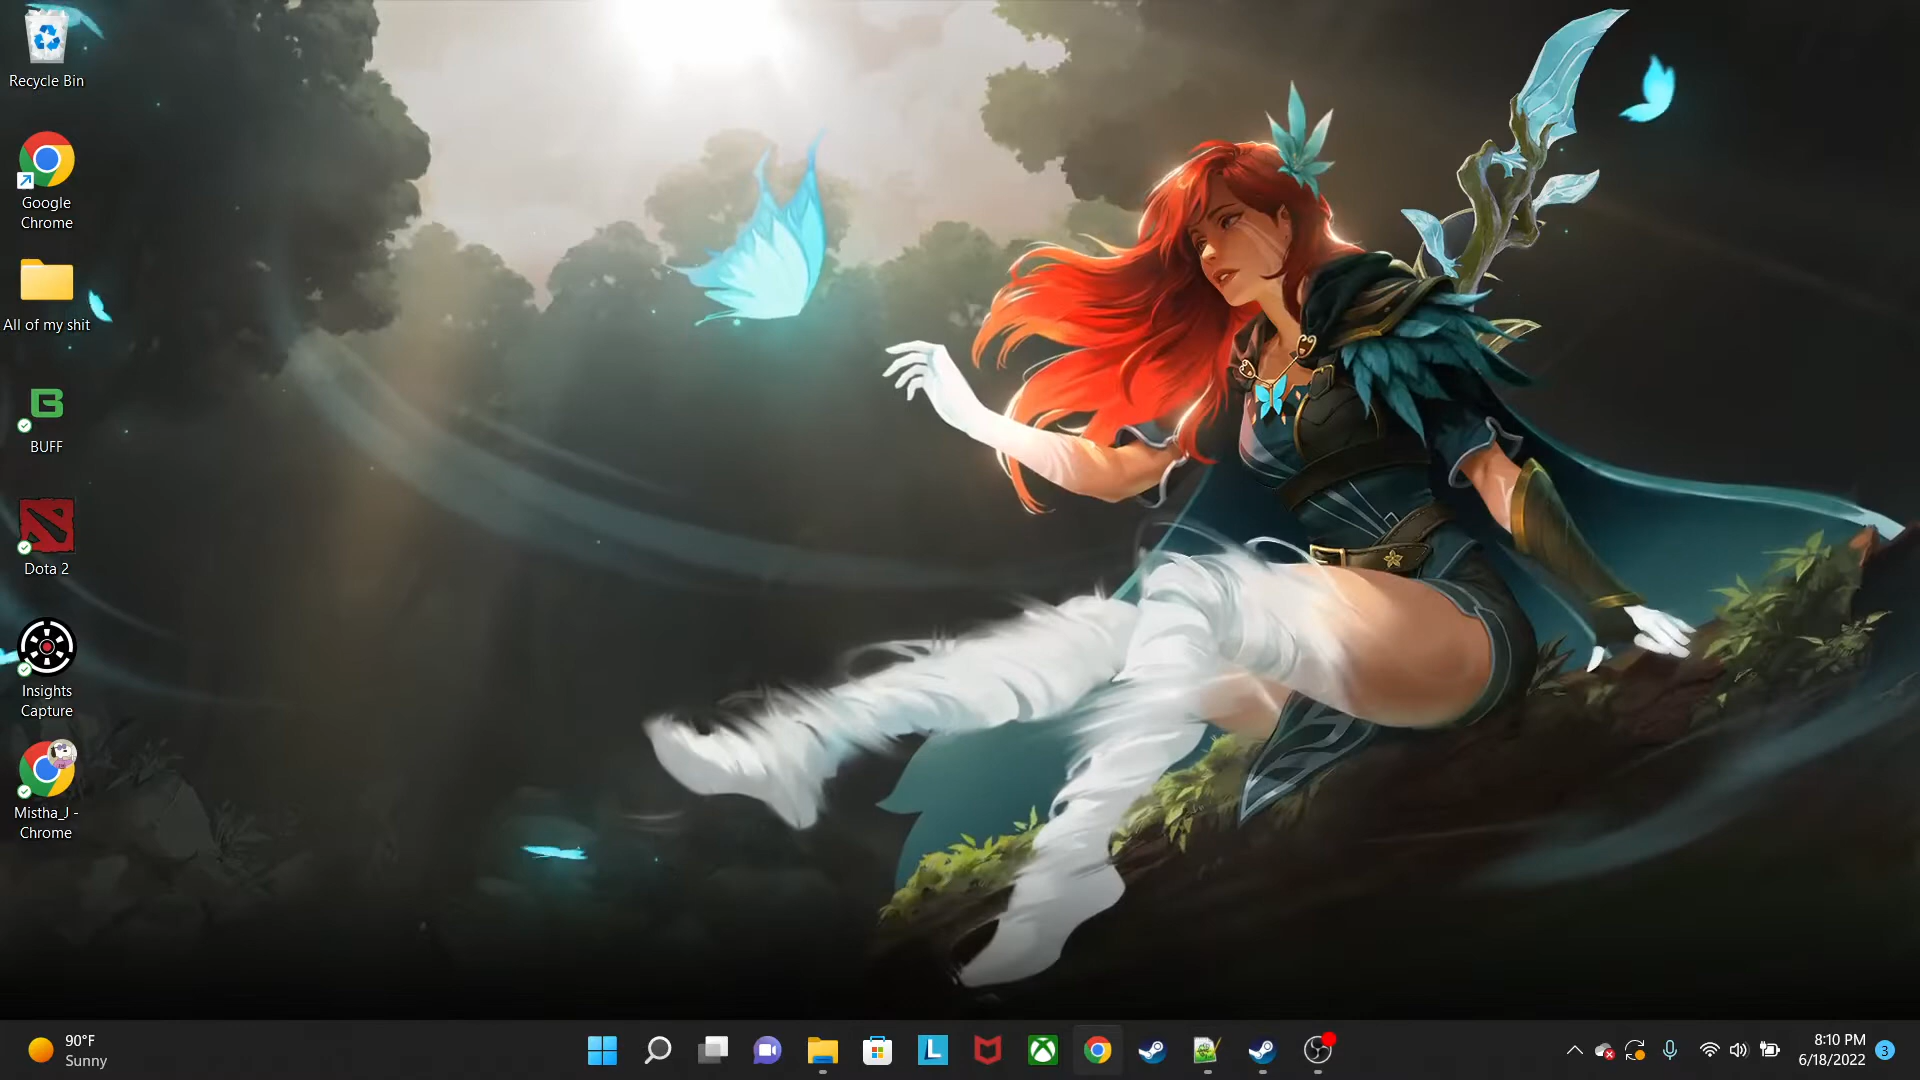 Recycle Bin
Google
Chrome
All of my shit
BUFF
Dota 2
Insights
Capture
Mistha_J -
Chrome
90°F
Sunny
L
8:10 PM
6/18/2022
3